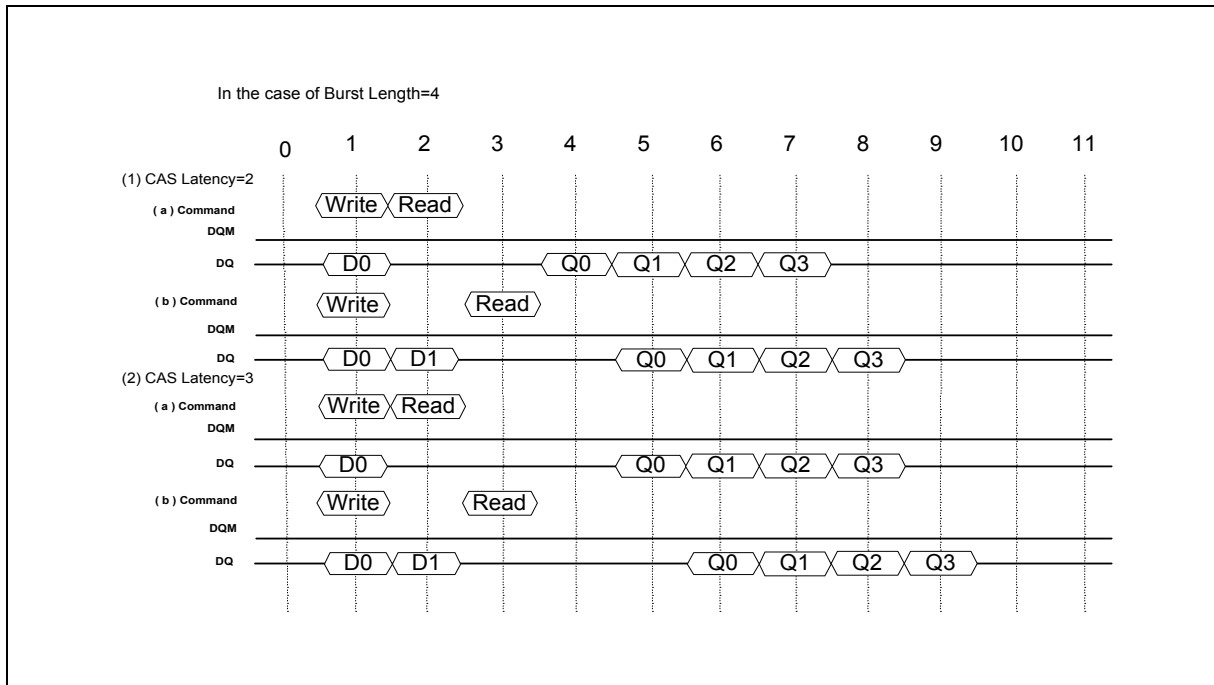 In the case of Burst Length=4
0 1 2 3 4 5 6 7 8 9 10 11
(1) CAS Latency=2
( a ) Command Write Read
DQM
DQ D0 Q0 Q1 Q2 Q3
( b ) Command Write Read
DQM
DQ D0 D1 Q0 Q1 Q2 Q3
(2) CAS Latency=3
( a ) Command Write Read
DQM
DQ D0 Q0 Q1 Q2 Q3
( b ) Command Write Read
DQM
DQ D0 D1 Q0 Q1 Q2 Q3